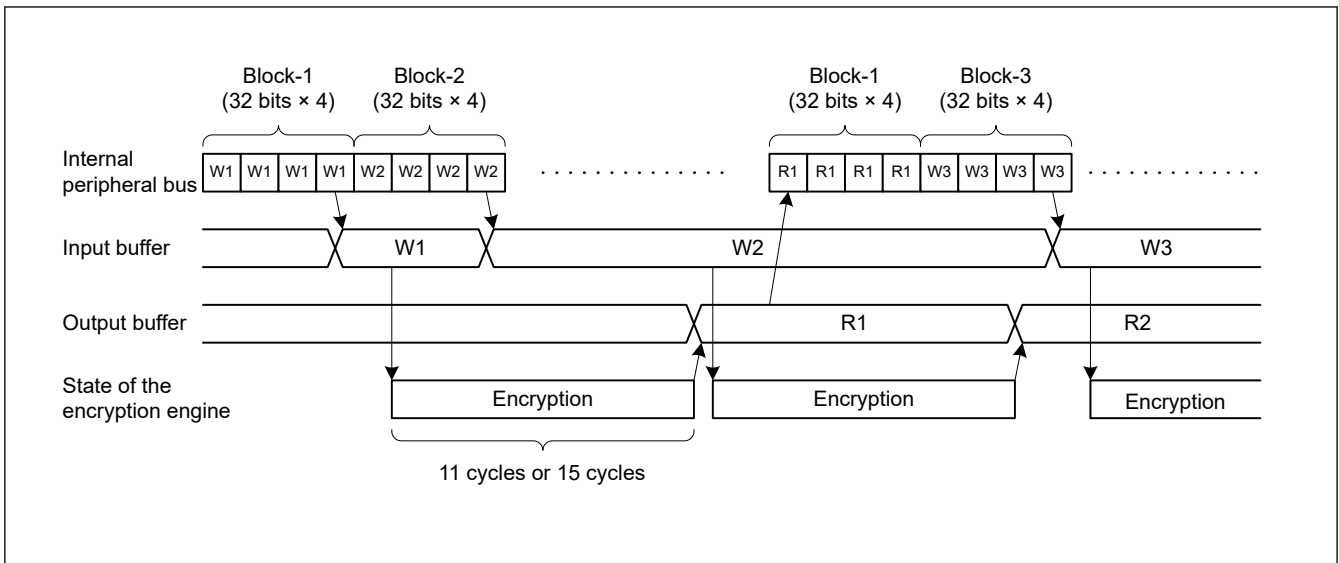 Block-1
(32 bits × 4)
Block-2
(32 bits × 4)
Block-1
(32 bits × 4)
Block-3
(32 bits × 4)
Internal
peripheral bus
W1 W1 W1 W1 W2 W2 W2 W2 . . . . . . . . . . . . . . R1 R1 R1 R1 W3 W3 W3 W3 . . . . . . . . . . . . .
Input buffer
W1 W2 W3
Output buffer
R1 R2
State of the
encryption engine
Encryption Encryption Encryption
11 cycles or 15 cycles